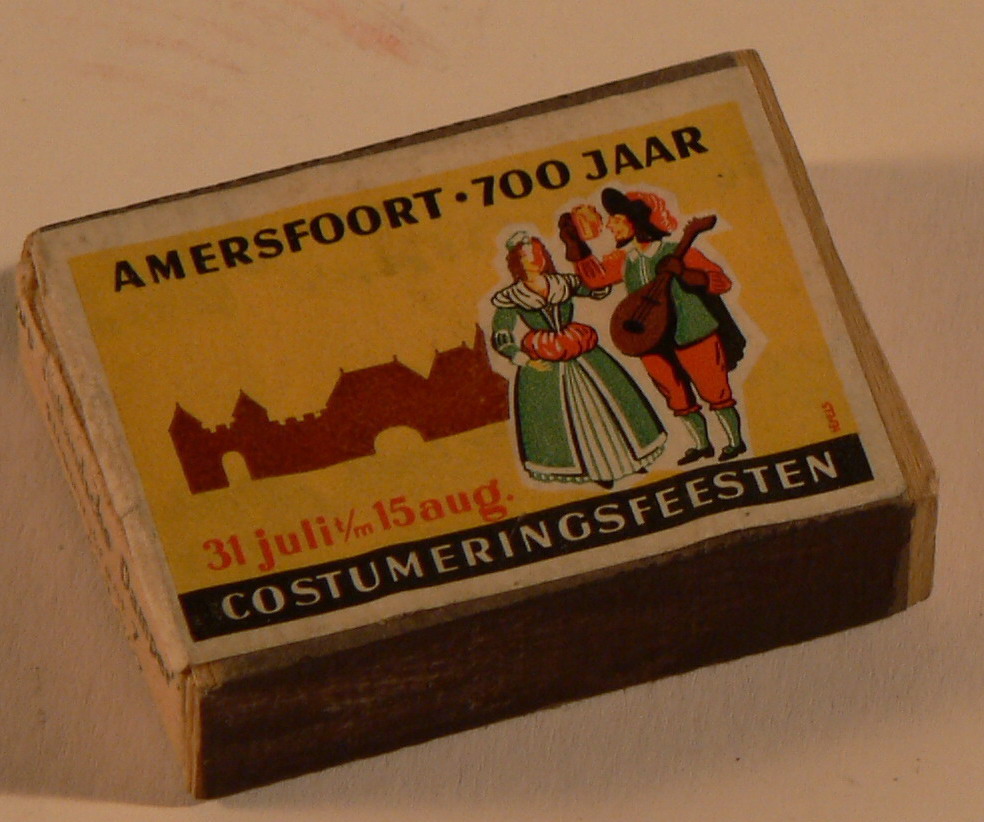 AMERSFOORT · 700 JAAR
31 juli t/m 15 aug.
COSTUMERINGSFEESTEN